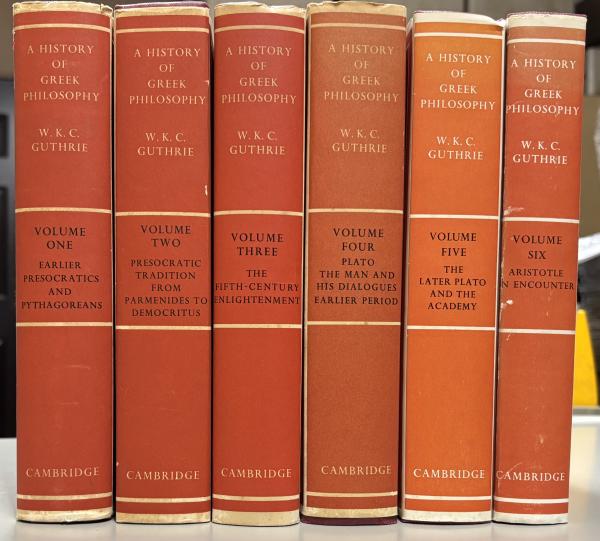 A HISTORY
OF
GREEK
PHILOSOPHY
W. K. C.
GUTHRIE
VOLUME
ONE
EARLIER
PRESOCRATICS
AND
PYTHAGOREANS
CAMBRIDGE
A HISTORY
OF
GREEK
PHILOSOPHY
W. K. C.
GUTHRIE
VOLUME
TWO
PRESOCRATIC
TRADITION
FROM
PARMENIDES TO
DEMOCRITUS
CAMBRIDGE
A HISTORY
OF
GREEK
PHILOSOPHY
W. K. C.
GUTHRIE
VOLUME
THREE
THE
FIFTH-CENTURY
ENLIGHTENMENT
CAMBRIDGE
A HISTORY
OF
GREEK
PHILOSOPHY
W. K. C.
GUTHRIE
VOLUME
FOUR
PLATO
THE MAN AND
HIS DIALOGUES
EARLIER PERIOD
CAMBRIDGE
A HISTORY
OF
GREEK
PHILOSOPHY
W. K. C.
GUTHRIE
VOLUME
FIVE
THE
LATER PLATO
AND THE
ACADEMY
CAMBRIDGE
A HISTORY
OF
GREEK
PHILOSOPHY
W. K. C.
GUTHRIE
VOLUME
SIX
ARISTOTLE
N ENCOUNTER
CAMBRIDGE